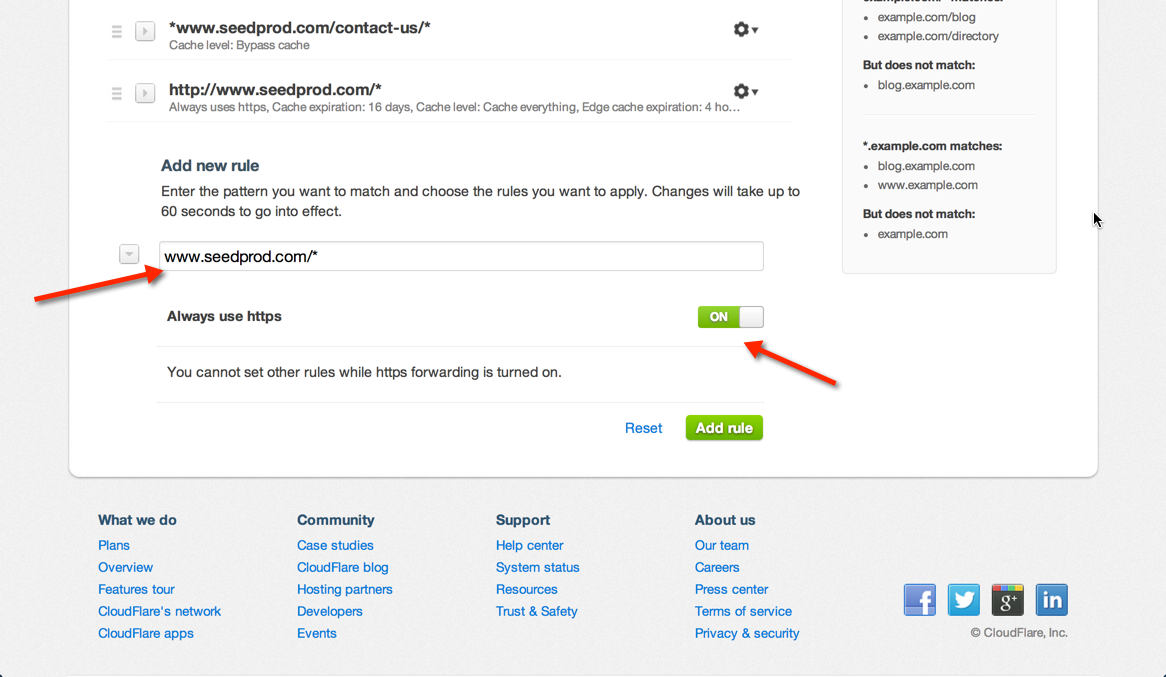 *www.seedprod.com/contact-us/*
Cache level: Bypass cache
http://www.seedprod.com/*
Always uses https, Cache expiration: 16 days, Cache level: Cache everything, Edge cache expiration: 4 ho…
Add new rule
Enter the pattern you want to match and choose the rules you want to apply. Changes will take up to
60 seconds to go into effect.
www.seedprod.com/*
Always use https
ON
You cannot set other rules while https forwarding is turned on.
Reset
Add rule
example.com/blog
example.com/directory
But does not match:
blog.example.com
*.example.com matches:
blog.example.com
www.example.com
But does not match:
example.com
What we do
Plans
Overview
Features tour
CloudFlare's network
CloudFlare apps
Community
Case studies
CloudFlare blog
Hosting partners
Developers
Events
Support
Help center
System status
Resources
Trust & Safety
About us
Our team
Careers
Press center
Terms of service
Privacy & security
f
g+
in
© CloudFlare, Inc.